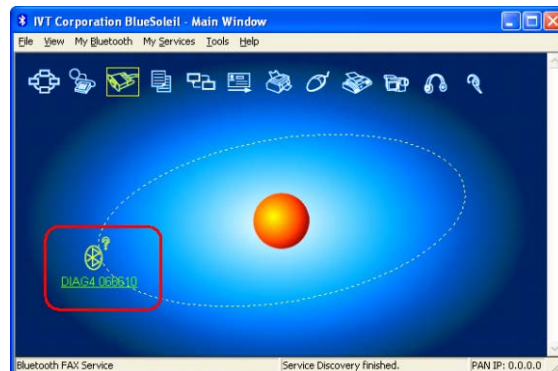 IVT Corporation BlueSoleil - Main Window
File View My Bluetooth My Services Tools Help
?
DIAG4 066610
Bluetooth FAX Service Service Discovery finished. PAN IP: 0.0.0.0